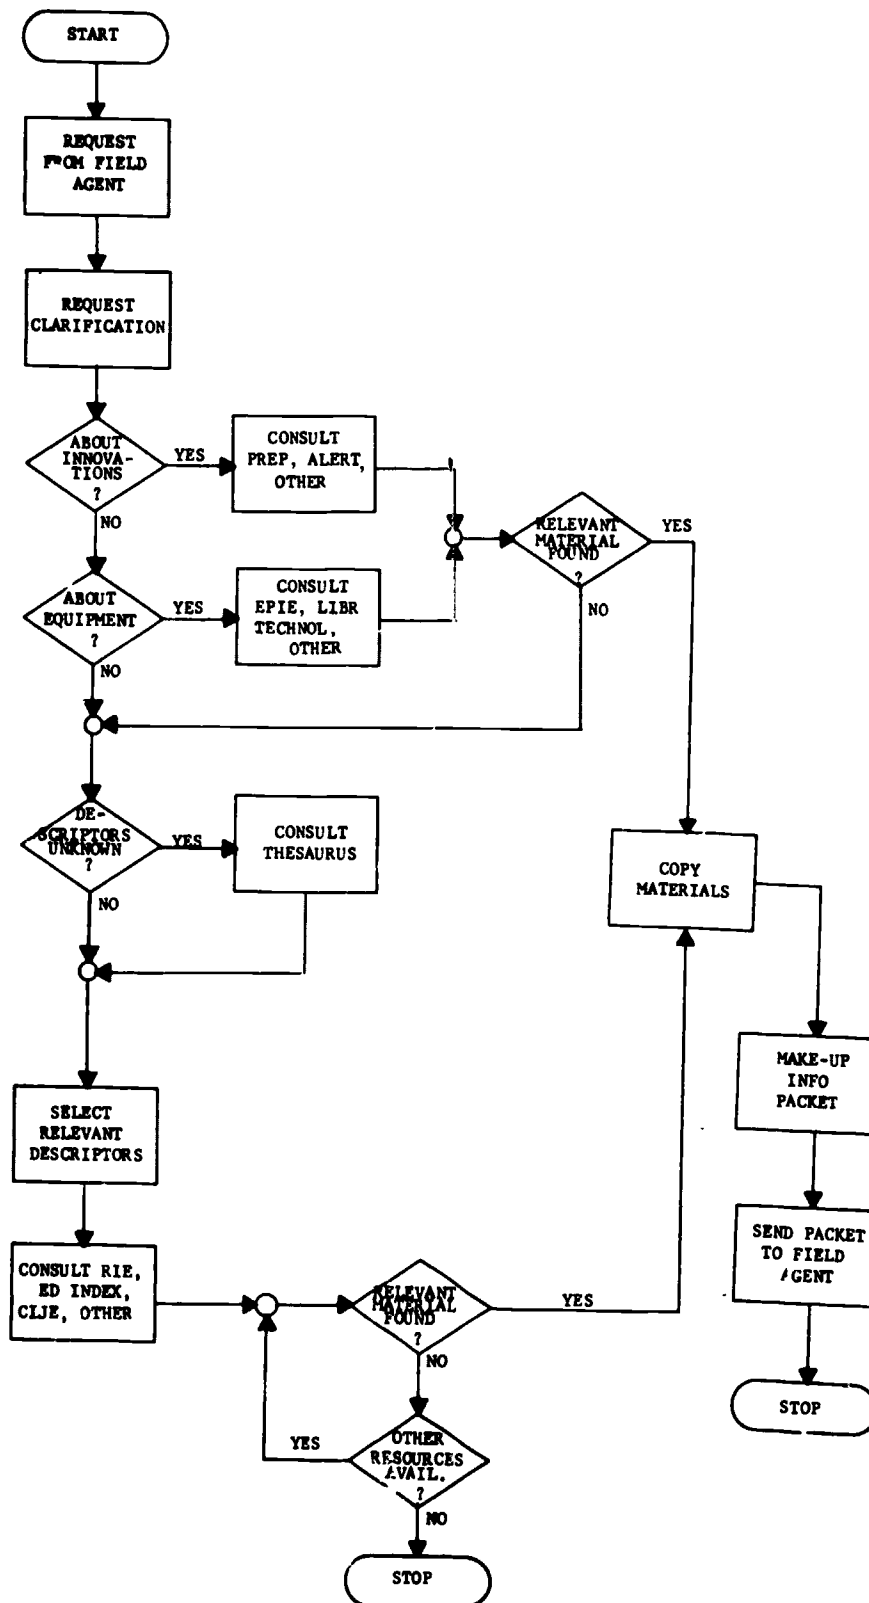 START
REQUEST
FROM FIELD
AGENT
REQUEST
CLARIFICATION
ABOUT
INNOVA-
TIONS
?
YES
NO
CONSULT
PREP, ALERT,
OTHER
ABOUT
EQUIPMENT
?
YES
NO
CONSULT
EPIE, LIBR
TECHNOL,
OTHER
RELEVANT
MATERIAL
FOUND
?
YES
NO
DE-
SCRIPTORS
UNKNOWN
?
YES
NO
CONSULT
THESAURUS
COPY
MATERIALS
MAKE-UP
INFO
PACKET
SELECT
RELEVANT
DESCRIPTORS
SEND PACKET
TO FIELD
AGENT
STOP
CONSULT RIE,
ED INDEX,
CIJE, OTHER
RELEVANT
MATERIAL
FOUND
?
YES
NO
OTHER
RESOURCES
AVAIL.
?
YES
NO
STOP